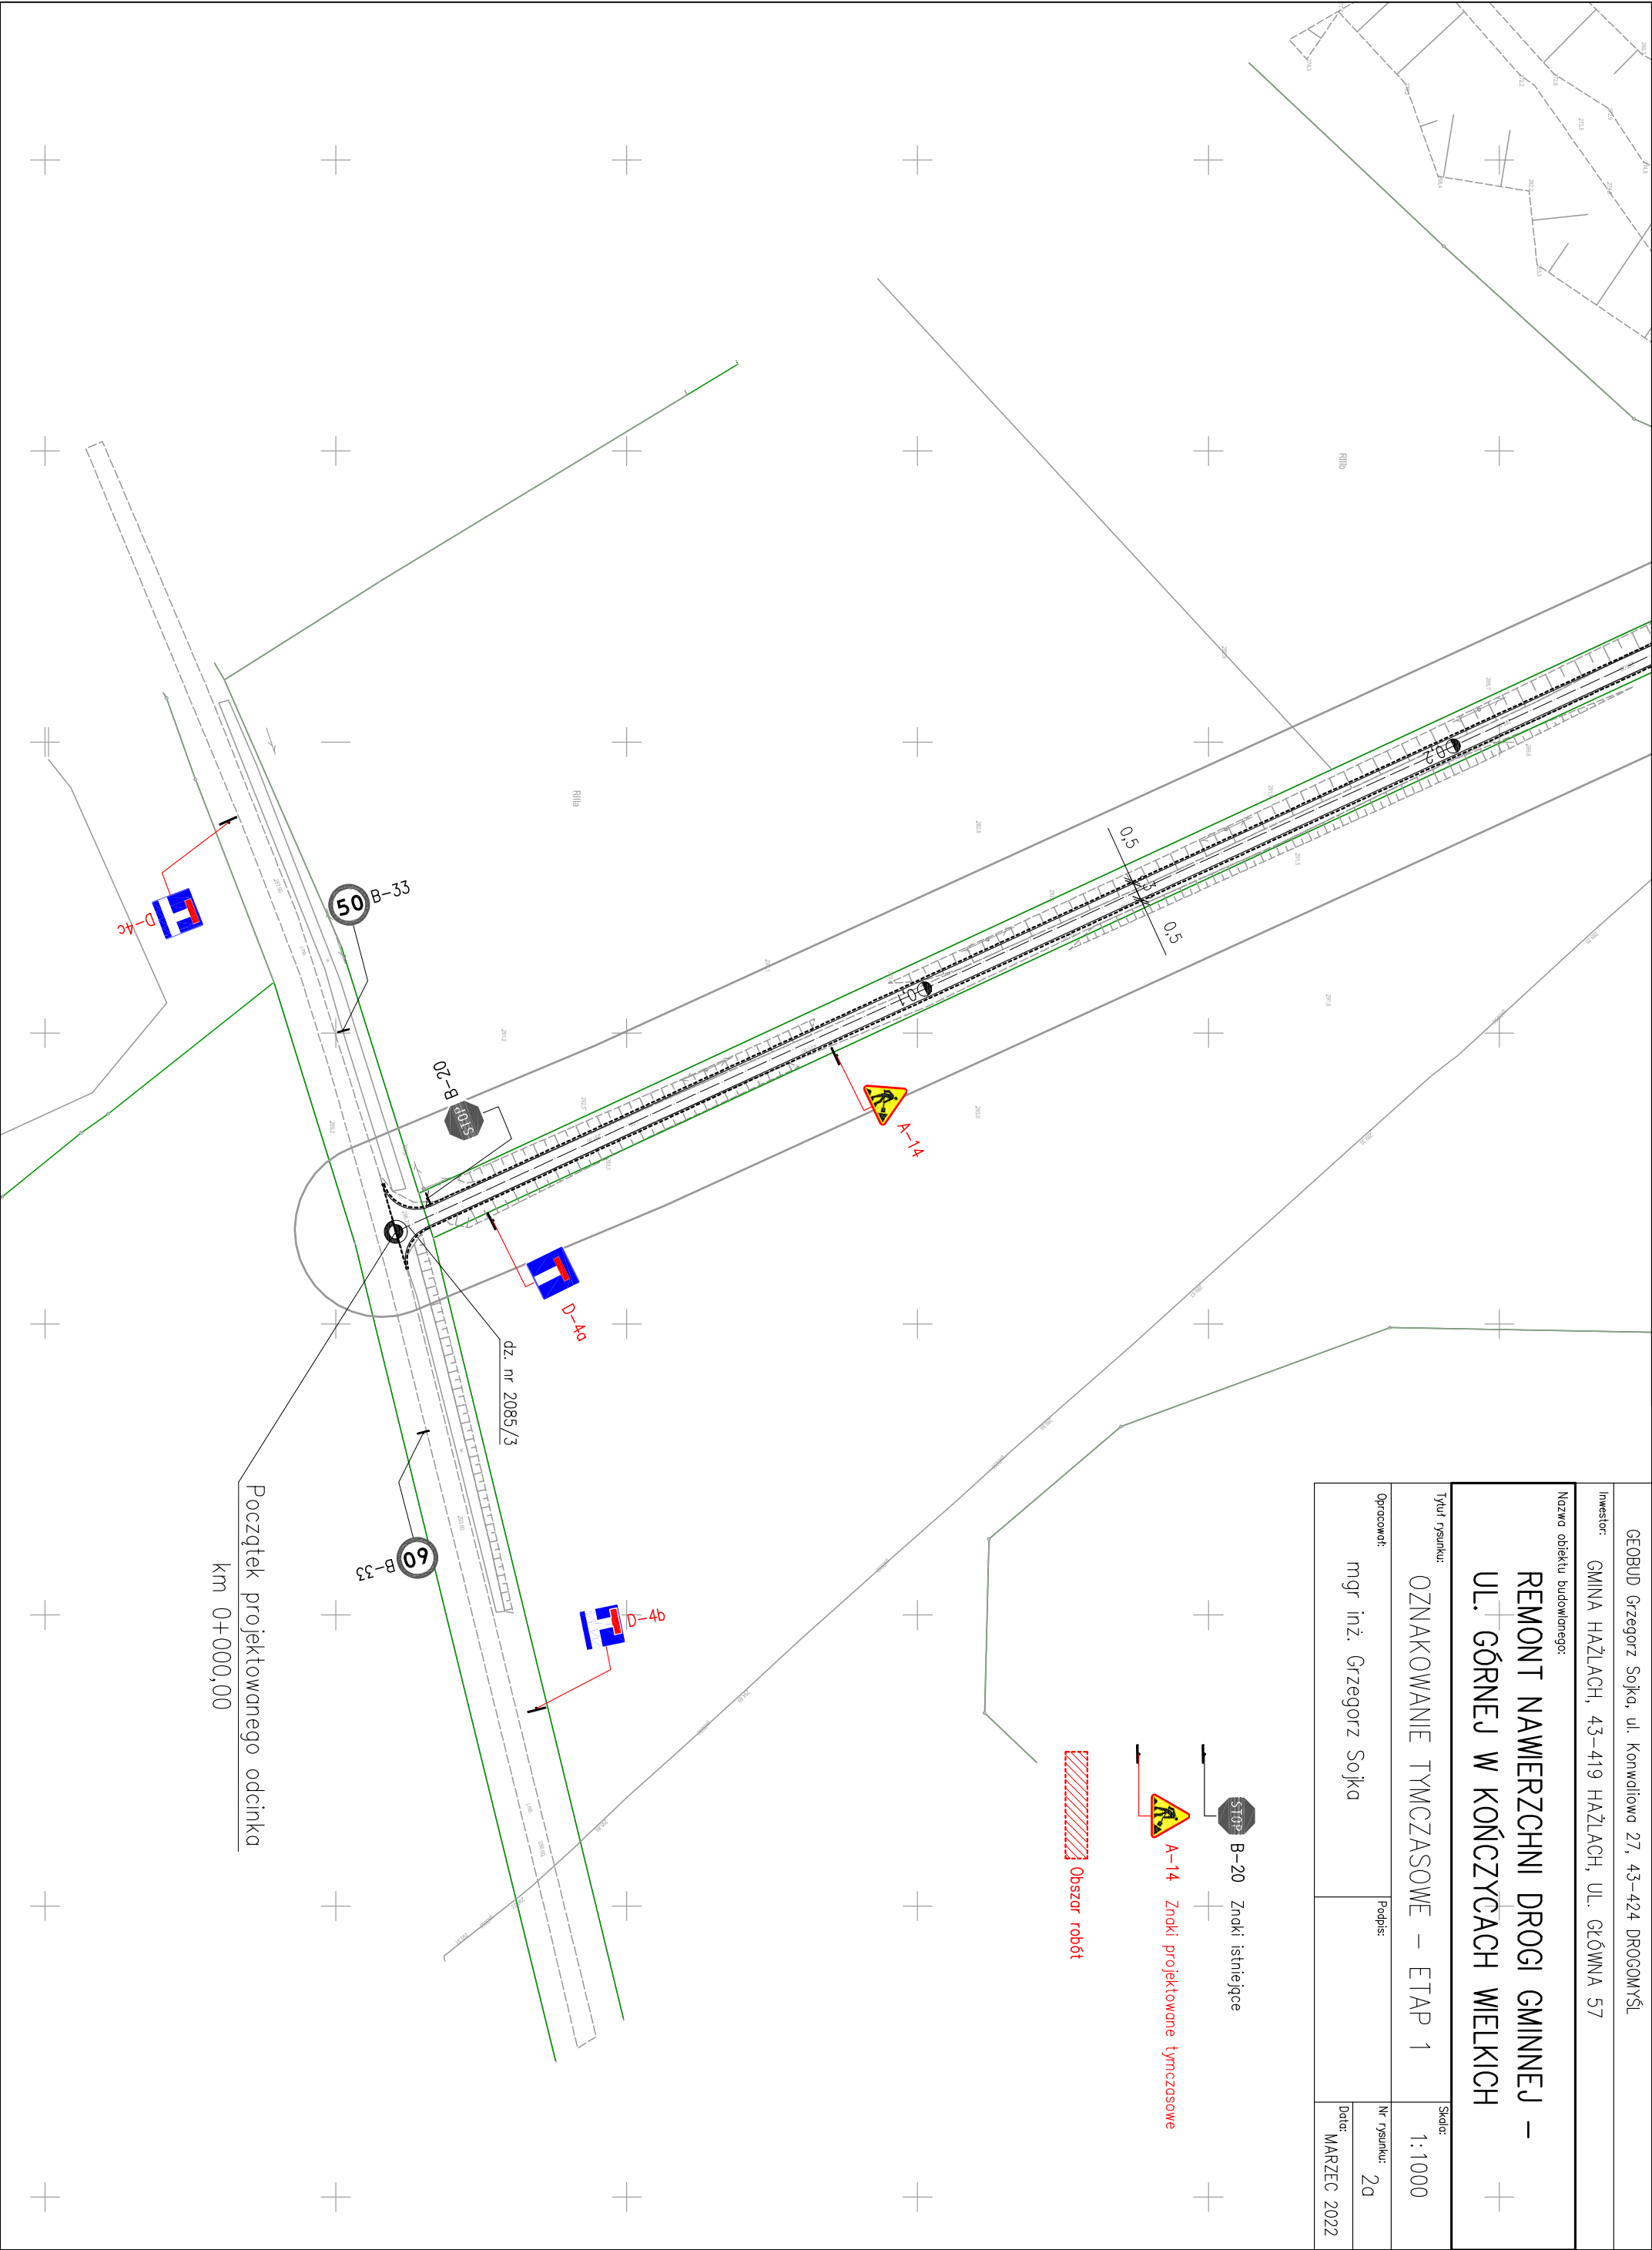 GEOBUD Grzegorz Sojka, ul. Konwaliowa 27, 43-424 DROGOMYŚL
Inwestor:
GMINA HAŻLACH, 43-419 HAŻLACH, UL. GŁÓWNA 57
Nazwa obiektu budowlanego:
REMONT NAWIERZCHNI DROGI GMINNEJ -
UL. GÓRNEJ W KOŃCZYCACH WIELKICH
Tytuł rysunku:
OZNAKOWANIE TYMCZASOWE - ETAP 1
Skala:
1:1000
Opracował:
mgr inż. Grzegorz Sojka
Podpis:
Nr rysunku:
2a
Data:
MARZEC 2022
STOP
B-20 Znaki istniejące
A-14 Znaki projektowane tymczasowe
Obszar robót
RIIIb
RIIIa
002
001
0,5
3
0,5
A-14
B-20
STOP
D-4a
50
B-33
D-4c
dz. nr 2085/3
60
B-33
D-4b
Początek projektowanego odcinka
km 0+000,00